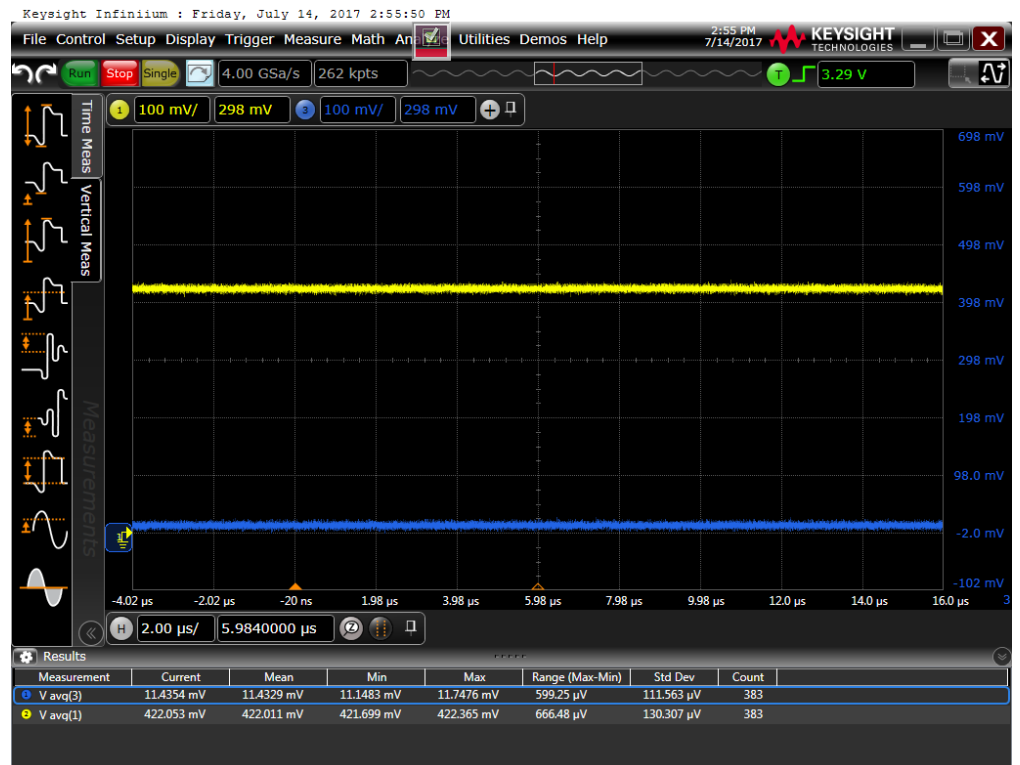 Keysight Infiniium : Friday, July 14, 2017 2:55:50 PM
File Control Setup Display Trigger Measure Math An Utilities Demos Help
2:55 PM
7/14/2017
KEYSIGHT
TECHNOLOGIES
Run Stop Single 4.00 GSa/s 262 kpts T 3.29 V
1 100 mV/ 298 mV 3 100 mV/ 298 mV
Time Meas
Vertical Meas
Measurements
698 mV
598 mV
498 mV
398 mV
298 mV
198 mV
98.0 mV
-2.0 mV
-102 mV
-4.02 µs -2.02 µs -20 ns 1.98 µs 3.98 µs 5.98 µs 7.98 µs 9.98 µs 12.0 µs 14.0 µs 16.0 µs 3
H 2.00 µs/ 5.9840000 µs
Results
Measurement Current Mean Min Max Range (Max-Min) Std Dev Count
1 V avg(3) 11.4354 mV 11.4329 mV 11.1483 mV 11.7476 mV 599.25 µV 111.563 µV 383
2 V avg(1) 422.053 mV 422.011 mV 421.699 mV 422.365 mV 666.48 µV 130.307 µV 383